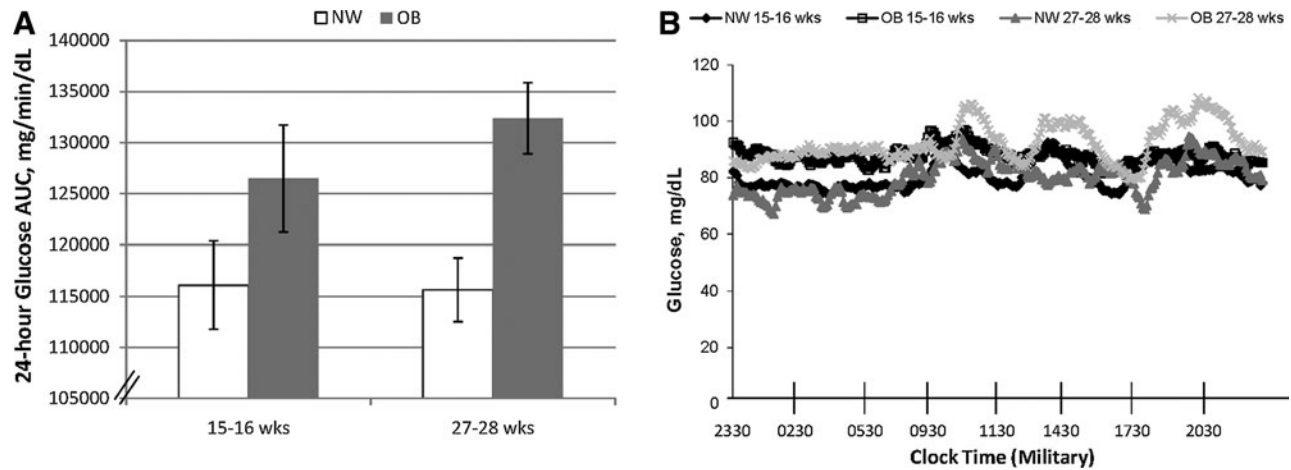 A
NW OB
24-hour Glucose AUC, mg/min/dL
140000
135000
130000
125000
120000
115000
110000
105000
15-16 wks 27-28 wks
B
NW 15-16 wks OB 15-16 wks NW 27-28 wks OB 27-28 wks
Glucose, mg/dL
120
100
80
60
40
20
0
2330 0230 0530 0930 1130 1430 1730 2030
Clock Time (Military)